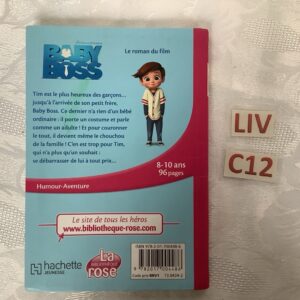 BABY
BOSS
Le roman du film
Tim est le plus heureux des garçons...
jusqu'à l'arrivée de son petit frère,
Baby Boss. Ce dernier n'a rien d'un bébé
ordinaire : il porte un costume et parle
comme un adulte ! Et pour couronner
le tout, il devient même le chouchou
de la famille ! C'en est trop pour Tim,
qui n'a plus qu'un souhait :
se débarrasser de lui à tout prix...
8-10 ans
96 pages
Humour-Aventure
Le site de tous les héros
www.bibliotheque-rose.com
hachette
JEUNESSE
La
rose
LIV
C12